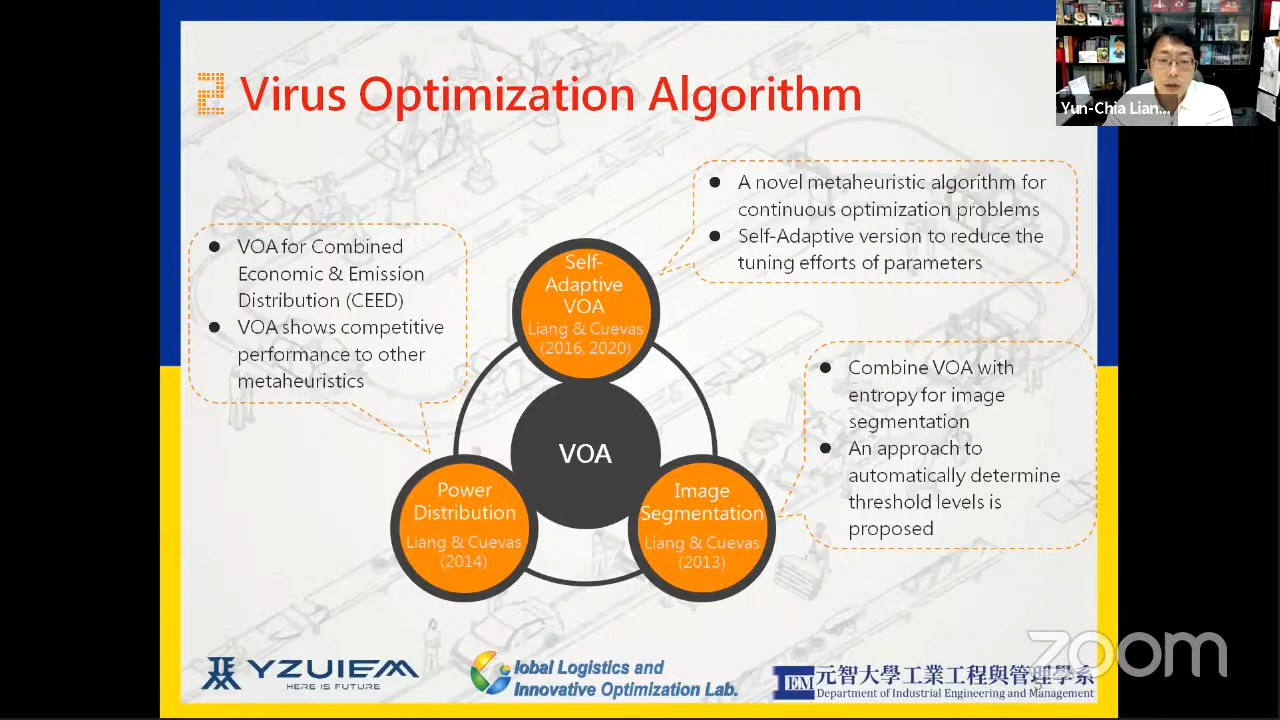 2 Virus Optimization Algorithm
Yun-Chia Lian...
● A novel metaheuristic algorithm for
continuous optimization problems
● Self-Adaptive version to reduce the
tuning efforts of parameters
● VOA for Combined
Economic & Emission
Distribution (CEED)
● VOA shows competitive
performance to other
metaheuristics
Self-
Adaptive
VOA
Liang & Cuevas
(2016, 2020)
● Combine VOA with
entropy for image
segmentation
● An approach to
automatically determine
threshold levels is
proposed
VOA
Power
Distribution
Liang & Cuevas
(2014)
Image
Segmentation
Liang & Cuevas
(2013)
YZUIEM
HERE IS FUTURE
Global Logistics and
Innovative Optimization Lab.
IEM
元智大學工業工程與管理學系
Department of Industrial Engineering and Management
zoom